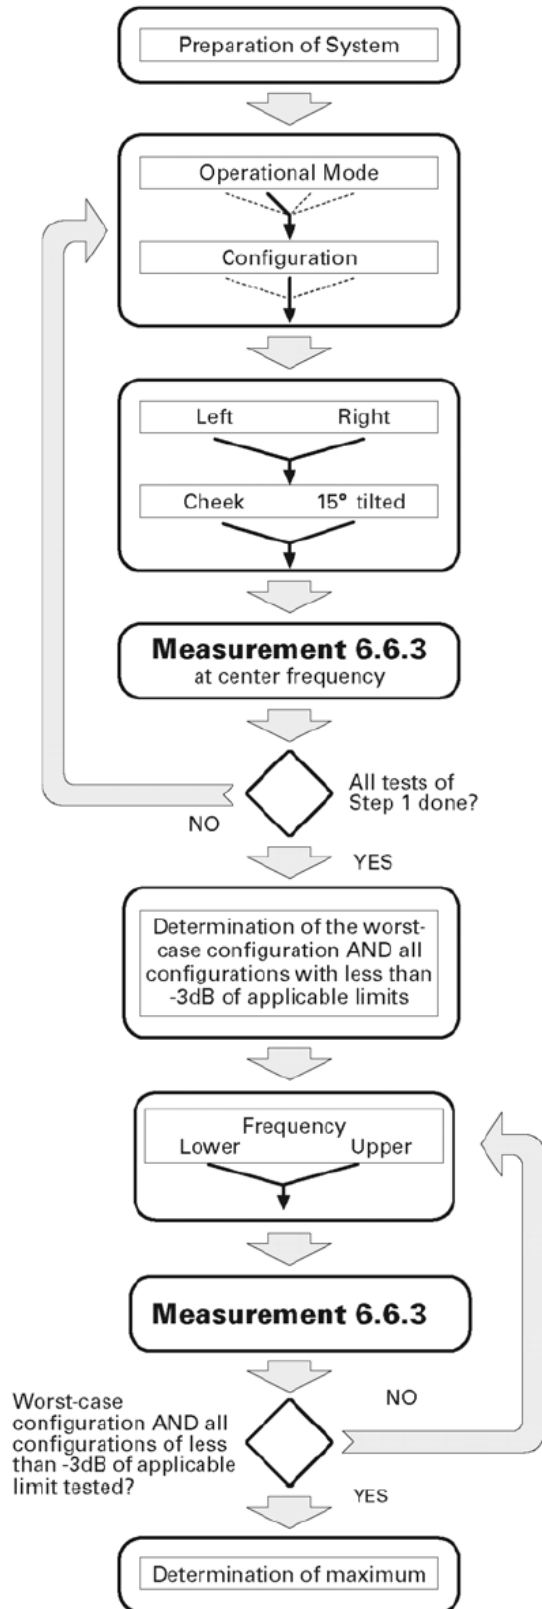 Preparation of System
Operational Mode
Configuration
Left Right
Cheek 15° tilted
Measurement 6.6.3
at center frequency
All tests of
Step 1 done?
NO
YES
Determination of the worst-
case configuration AND all
configurations with less than
-3dB of applicable limits
Frequency
Lower Upper
Measurement 6.6.3
NO
Worst-case
configuration AND all
configurations of less
than -3dB of applicable
limit tested?
YES
Determination of maximum